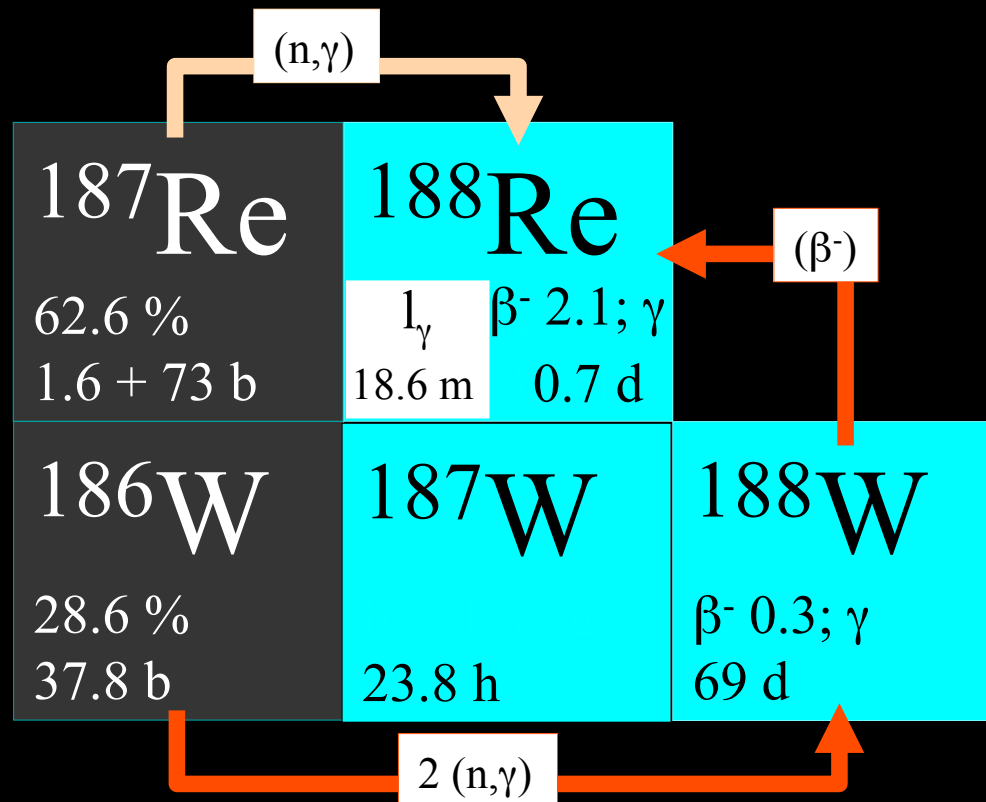 (n,γ)
¹⁸⁷Re
62.6 %
1.6 + 73 b
¹⁸⁸Re
lᵧ
18.6 m
β⁻ 2.1; γ
0.7 d
(β⁻)
¹⁸⁶W
28.6 %
37.8 b
¹⁸⁷W
23.8 h
¹⁸⁸W
β⁻ 0.3; γ
69 d
2 (n,γ)